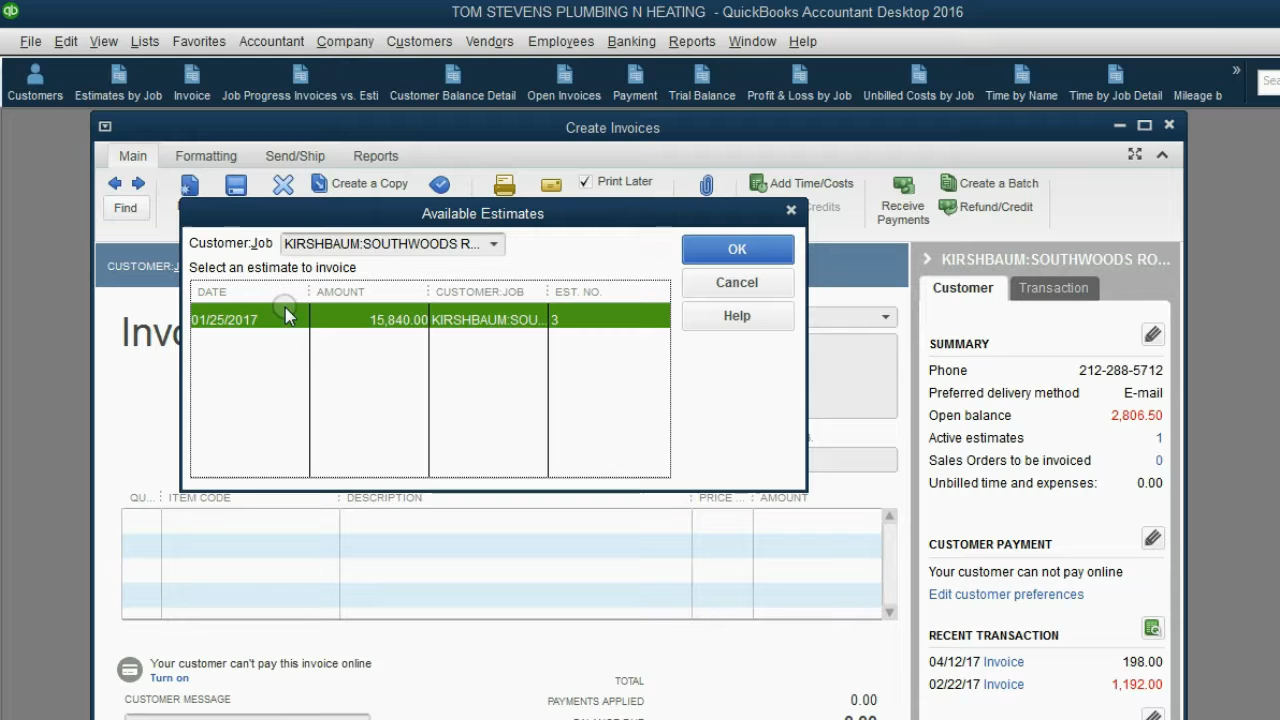 TOM STEVENS PLUMBING N HEATING - QuickBooks Accountant Desktop 2016
File Edit View Lists Favorites Accountant Company Customers Vendors Employees Banking Reports Window Help
Customers Estimates by Job Invoice Job Progress Invoices vs. Esti Customer Balance Detail Open Invoices Payment Trial Balance Profit & Loss by Job Unbilled Costs by Job Time by Name Time by Job Detail Mileage b
Create Invoices
Main Formatting Send/Ship Reports
Find
Create a Copy
Print Later
Add Time/Costs
Receive Payments
Create a Batch
Refund/Credit
Available Estimates
Customer:Job KIRSHBAUM:SOUTHWOODS R...
Select an estimate to invoice
DATE AMOUNT CUSTOMER:JOB EST. NO.
01/25/2017 15,840.00 KIRSHBAUM:SOU... 3
OK
Cancel
Help
QU... ITEM CODE DESCRIPTION PRICE ... AMOUNT
Your customer can't pay this invoice online
Turn on
CUSTOMER MESSAGE
TOTAL
PAYMENTS APPLIED 0.00
KIRSHBAUM:SOUTHWOODS RO...
Customer Transaction
SUMMARY
Phone 212-288-5712
Preferred delivery method E-mail
Open balance 2,806.50
Active estimates 1
Sales Orders to be invoiced 0
Unbilled time and expenses: 0.00
CUSTOMER PAYMENT
Your customer can not pay online
Edit customer preferences
RECENT TRANSACTION
04/12/17 Invoice 198.00
02/22/17 Invoice 1,192.00